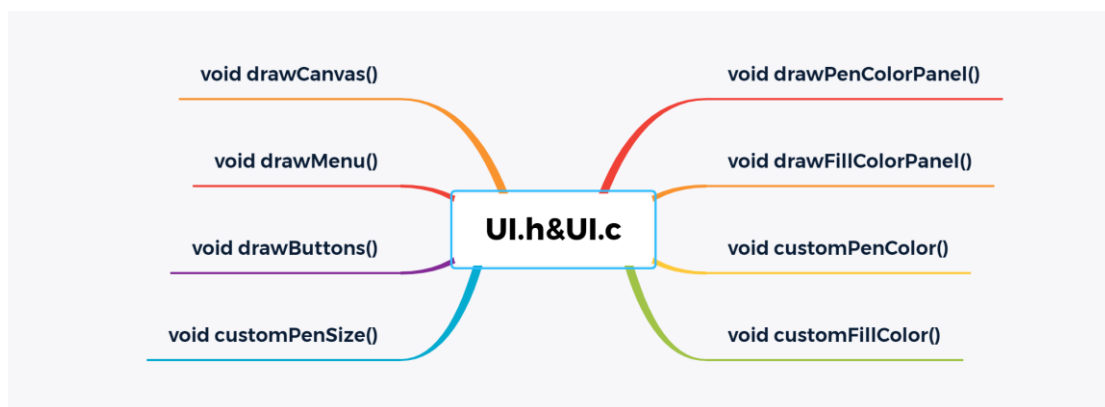 void drawCanvas()
void drawMenu()
void drawButtons()
void customPenSize()
UI.h&UI.c
void drawPenColorPanel()
void drawFillColorPanel()
void customPenColor()
void customFillColor()